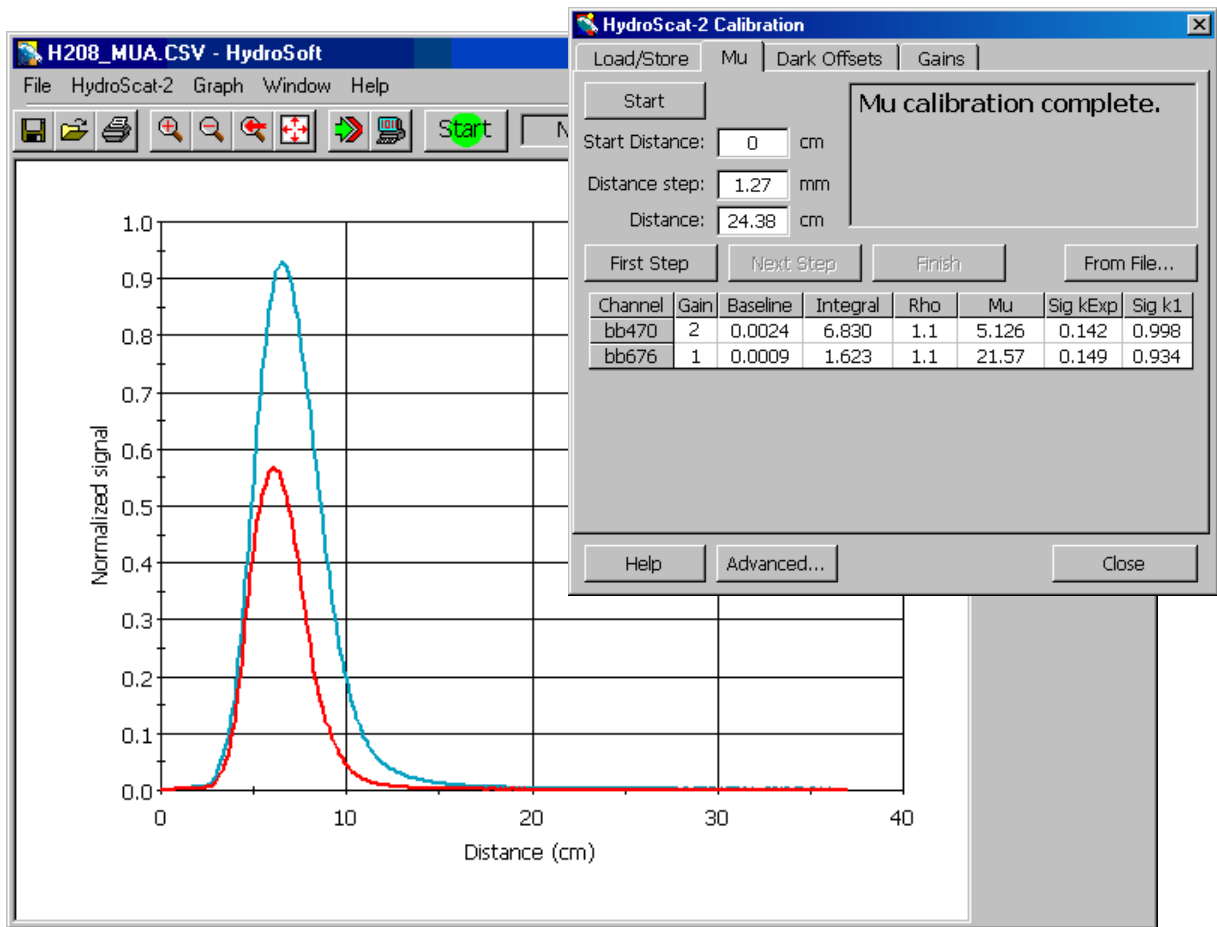 H208_MUA.CSV - HydroSoft
File HydroScat-2 Graph Window Help
Start N
1.0
0.9
0.8
0.7
0.6
0.5
0.4
0.3
0.2
0.1
0.0
Normalized signal
0 10 20 30 40
Distance (cm)
HydroScat-2 Calibration
Load/Store Mu Dark Offsets Gains
Start
Mu calibration complete.
Start Distance: 0 cm
Distance step: 1.27 mm
Distance: 24.38 cm
First Step Next Step Finish From File...
Channel Gain Baseline Integral Rho Mu Sig kExp Sig k1
bb470 2 0.0024 6.830 1.1 5.126 0.142 0.998
bb676 1 0.0009 1.623 1.1 21.57 0.149 0.934
Help Advanced... Close